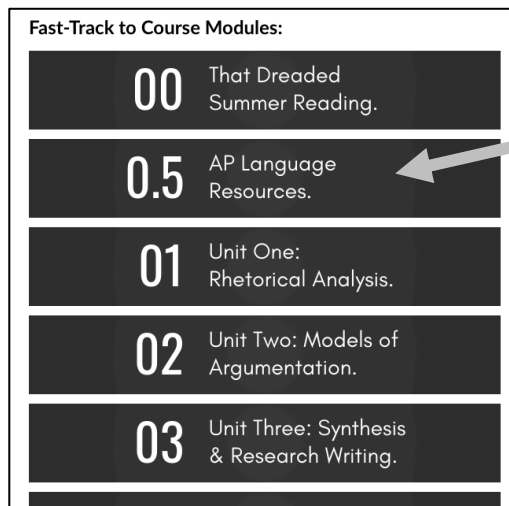 Fast-Track to Course Modules:
00
That Dreaded
Summer Reading.
0.5
AP Language
Resources.
01
Unit One:
Rhetorical Analysis.
02
Unit Two: Models of
Argumentation.
03
Unit Three: Synthesis
& Research Writing.